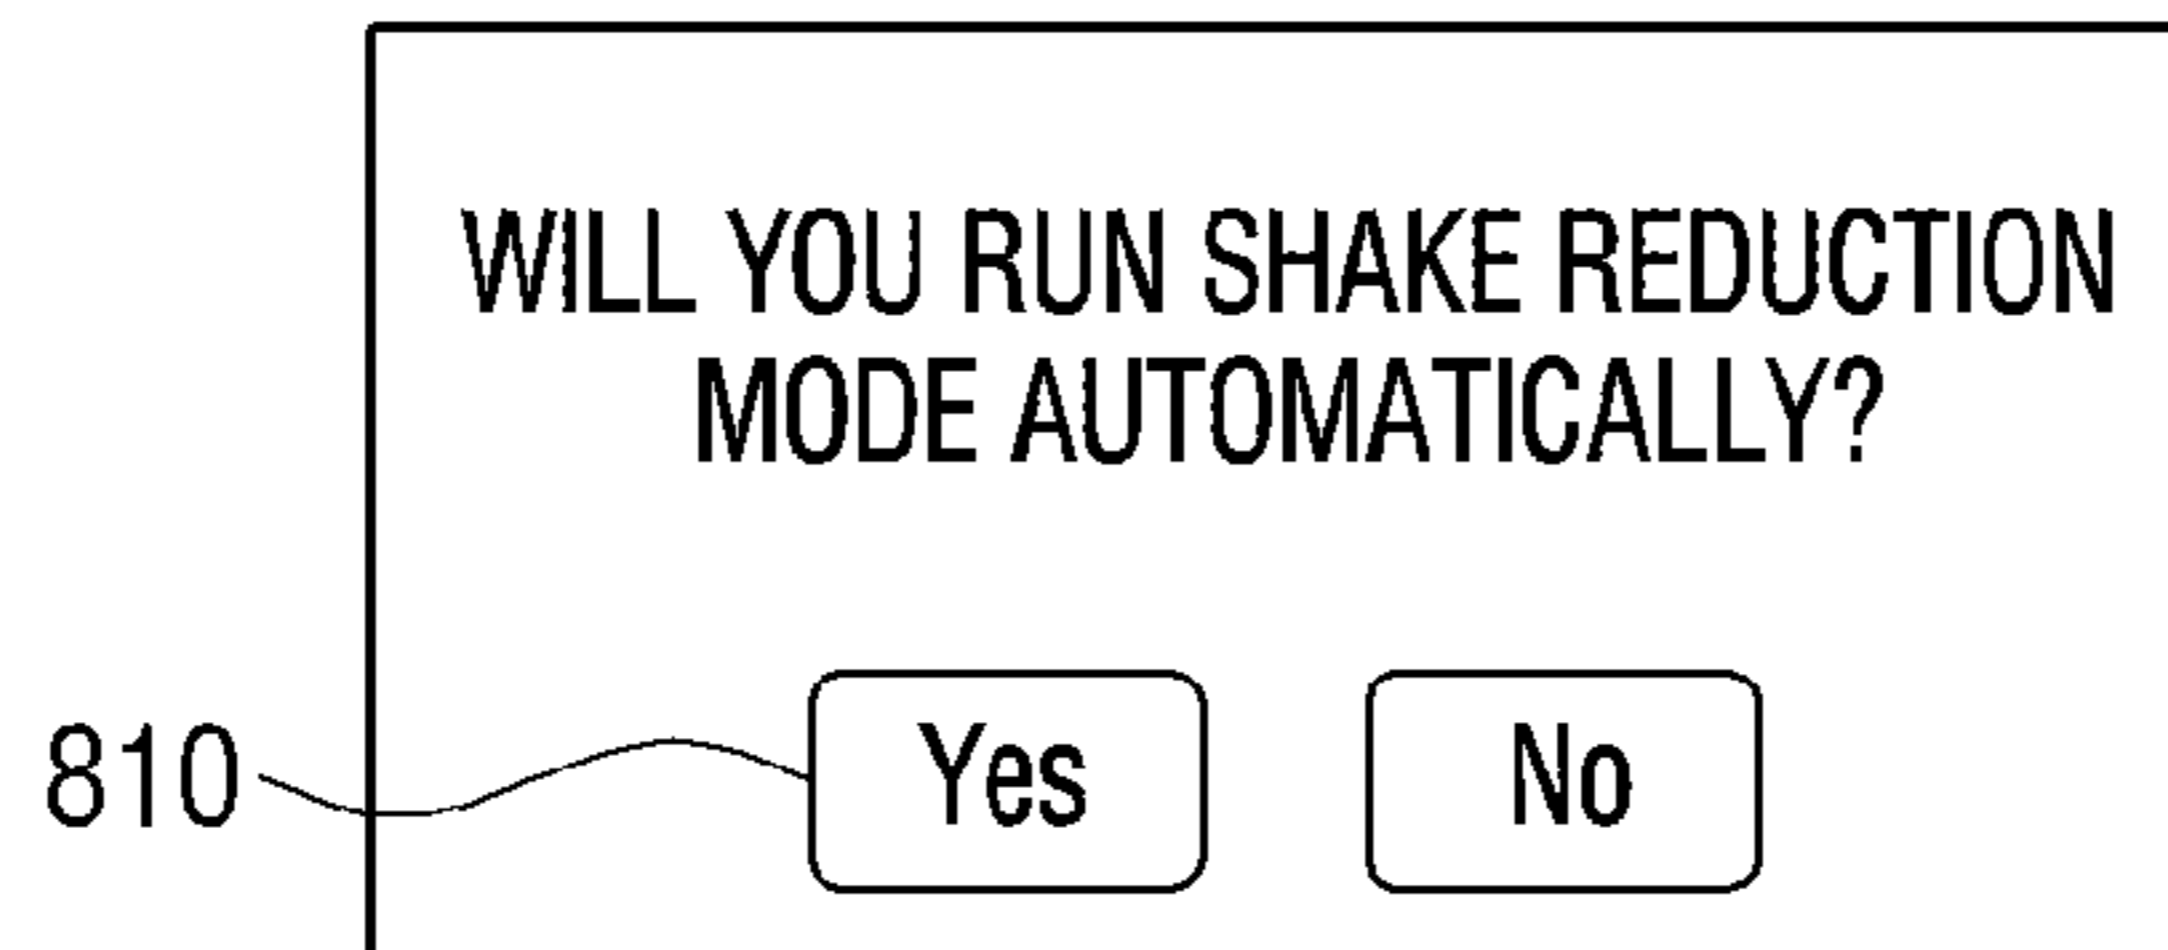 WILL YOU RUN SHAKE REDUCTION
MODE AUTOMATICALLY?
810 Yes No